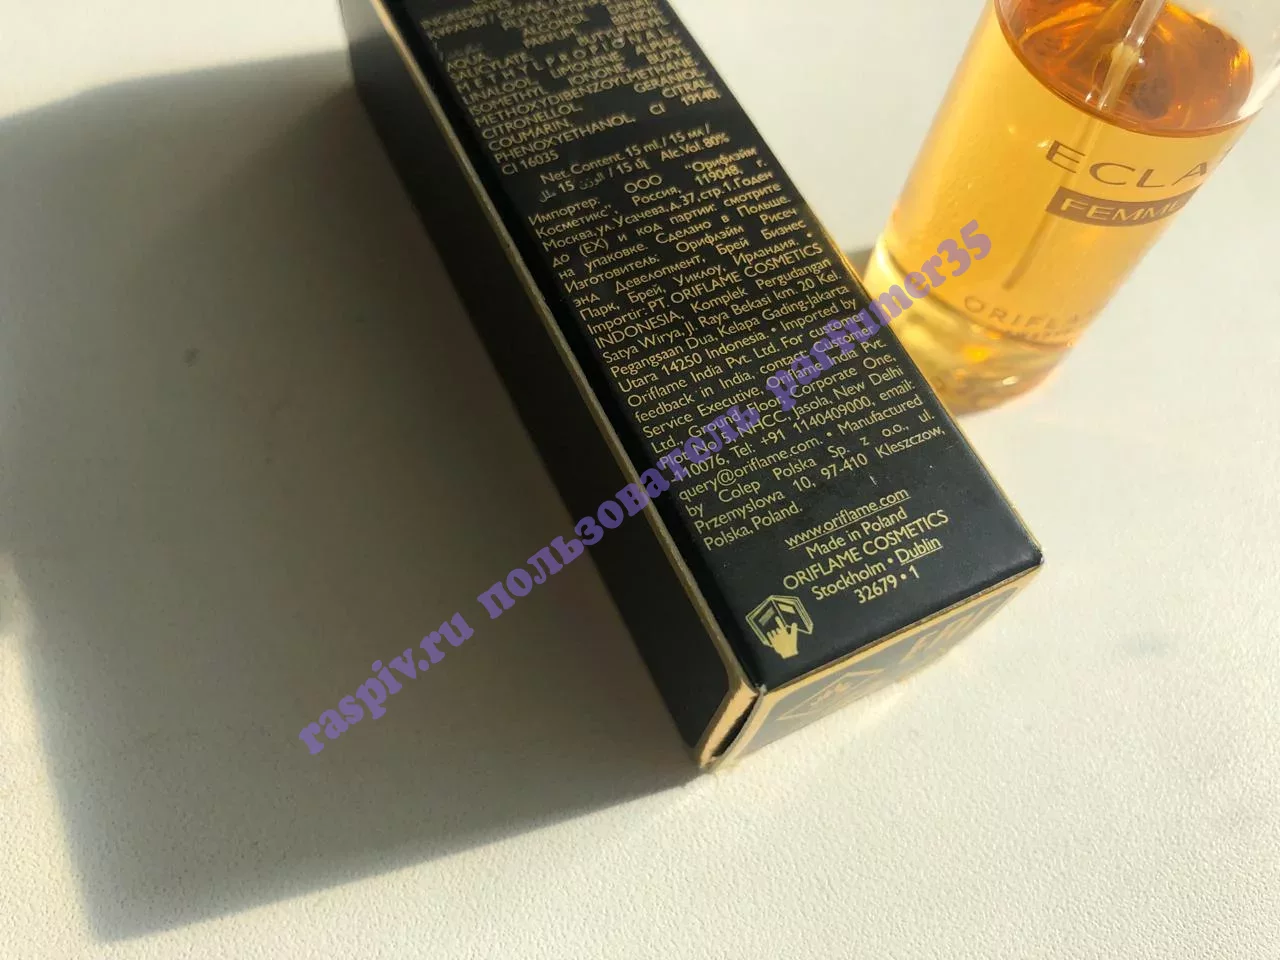 AQUA,
SALICYLATE,
METHYLPROPIONAL,
LINALOOL, LIMONENE, ALPHA-
ISOMETHYL IONONE, BUTYL
METHOXYDIBENZOYLMETHANE,
CITRONELLOL, GERANIOL,
COUMARIN, CITRAL,
PHENOXYETHANOL, CI 19140,
CI 16035
Net. Content. 15 ml./15 мл/
15 Alc.Vol. 80%
Импортер: ООО "Орифлэйм
Косметикс", Россия, 119048, г.
Москва, ул. Усачева, д. 37, стр. 1. Годен
до (EX) и код партии: смотрите
на упаковке. Сделано в Польше.
Изготовитель: Орифлэйм Рисеч
энд Девелопмент, Брей Бизнес
Парк, Брей, Уиклоу, Ирландия. •
Importir: PT. ORIFLAME COSMETICS
INDONESIA, Komplek Pergudangan
Satya Wirya, Jl. Raya Bekasi km. 20 Kel.
Pegangsaan Dua, Kelapa Gading-Jakarta
Utara 14250 Indonesia. • Imported by
Oriflame India Pvt. Ltd. For customer
feedback in India, contact: Customer
Service Executive, Oriflame India Pvt.
Ltd., Ground Floor, Corporate One,
Plot No 5, NHCC, Jasola, New Delhi
110076, Tel: +91 1140409000, email:
query@oriflame.com. • Manufactured
by Colep Polska Sp. z o.o., ul.
Przemyslowa 10, 97-410 Kleszczow,
Polska, Poland.
www.oriflame.com
Made in Poland
ORIFLAME COSMETICS
Stockholm • Dublin
32679 • 1
ECLA
FEMME
ORIFLA
raspiv.ru пользователь parfumer35